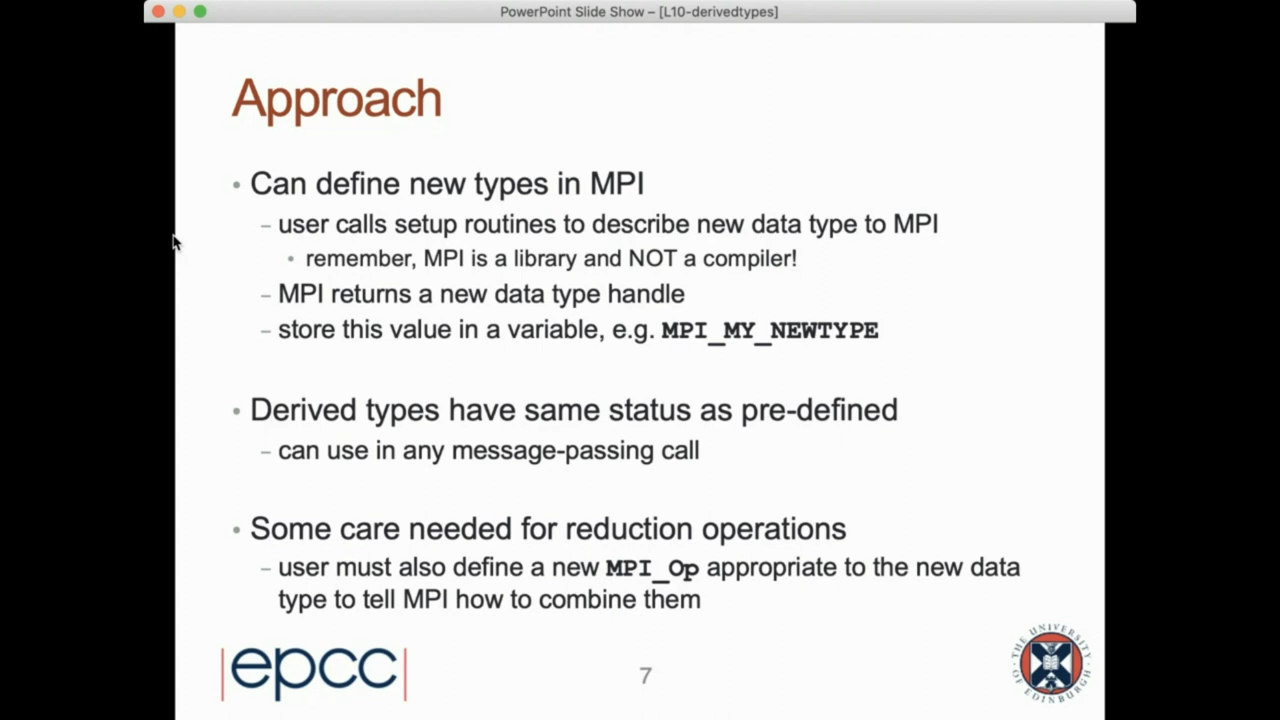 PowerPoint Slide Show – [L10-derivedtypes]
Approach
• Can define new types in MPI
– user calls setup routines to describe new data type to MPI
• remember, MPI is a library and NOT a compiler!
– MPI returns a new data type handle
– store this value in a variable, e.g. MPI_MY_NEWTYPE
• Derived types have same status as pre-defined
– can use in any message-passing call
• Some care needed for reduction operations
– user must also define a new MPI_Op appropriate to the new data
type to tell MPI how to combine them
epcc
7
THE UNIVERSITY
OF EDINBURGH